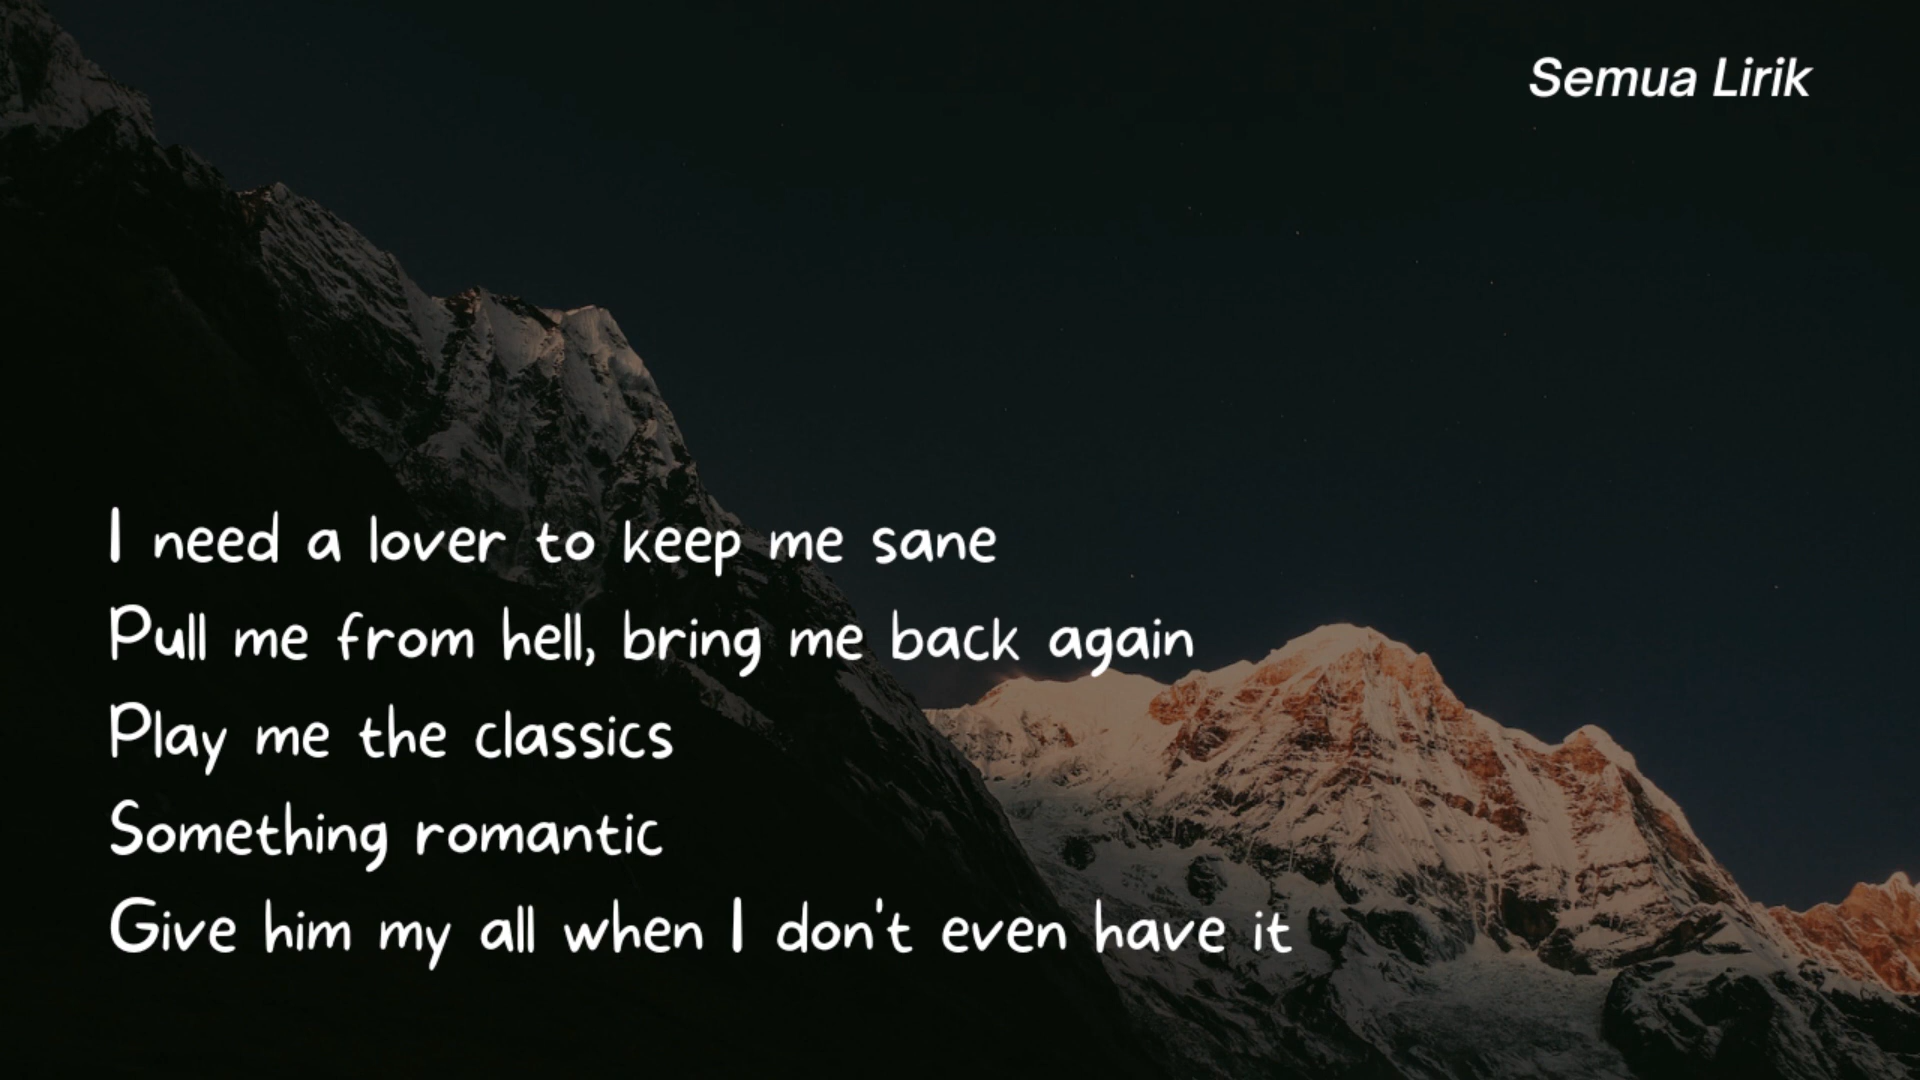 Semua Lirik
I need a lover to keep me sane
Pull me from hell, bring me back again
Play me the classics
Something romantic
Give him my all when I don't even have it